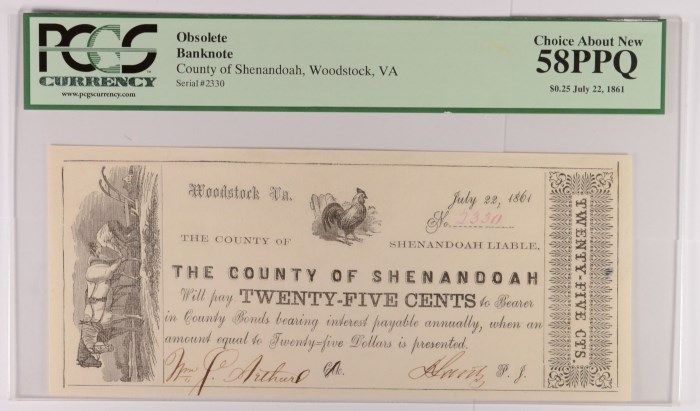 PCGS
CURRENCY
www.pcgscurrency.com
Obsolete
Banknote
County of Shenandoah, Woodstock, VA
Serial #2330
Choice About New
58PPQ
$0.25 July 22, 1861
Woodstock Va.
July 22, 1861
No. 2330
THE COUNTY OF SHENANDOAH LIABLE.
THE COUNTY OF SHENANDOAH
Will pay TWENTY-FIVE CENTS to Bearer
in County Bonds bearing interest payable annually, when an
amount equal to Twenty=five Dollars is presented.
Wm. J. Arthur Clk. P. J.
TWENTY-FIVE CTS.